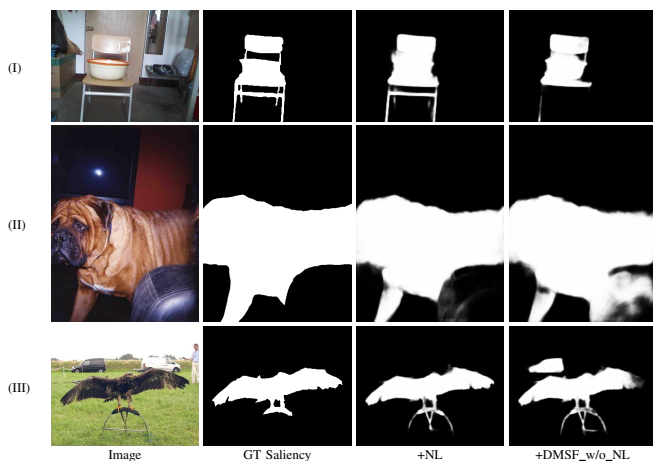 (I)
(II)
(III)
Image GT Saliency +NL +DMSF_w/o_NL